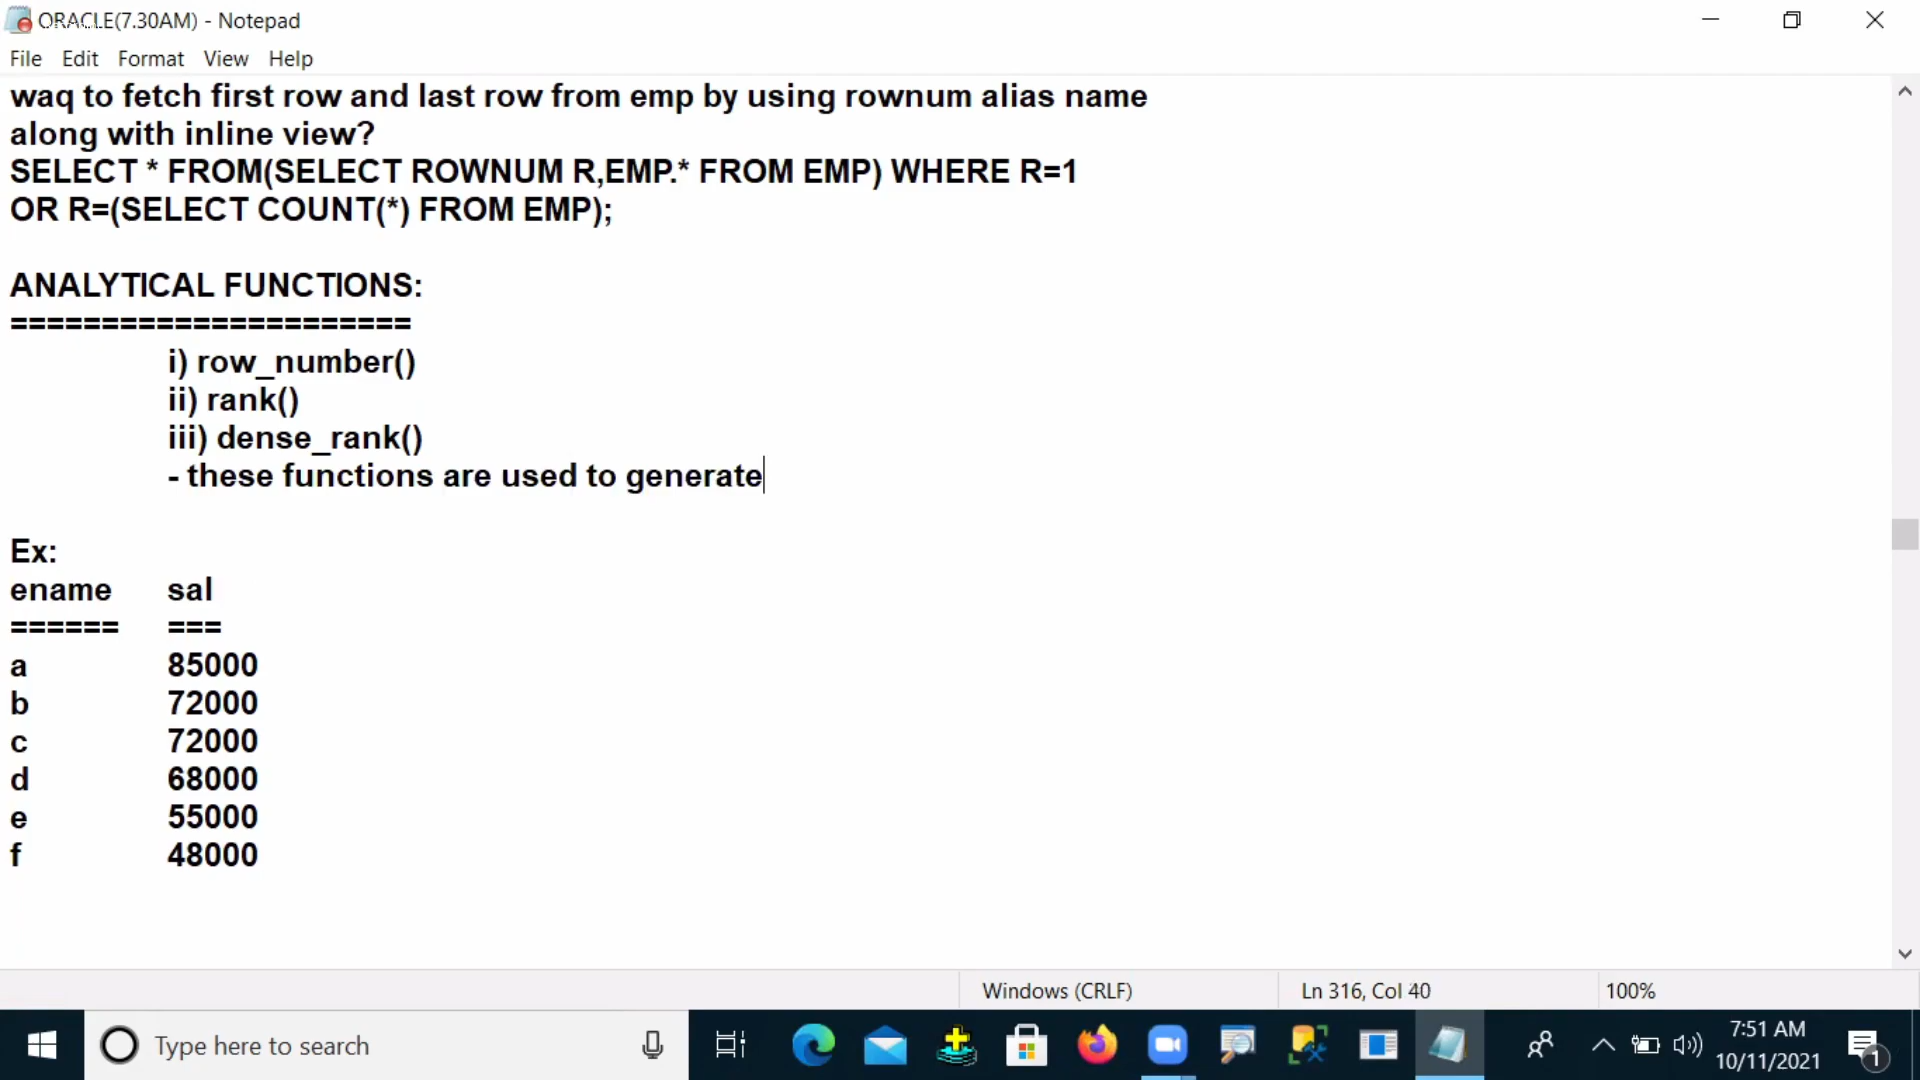 ORACLE(7.30AM) - Notepad
File Edit Format View Help
waq to fetch first row and last row from emp by using rownum alias name
along with inline view?
SELECT * FROM(SELECT ROWNUM R,EMP.* FROM EMP) WHERE R=1
OR R=(SELECT COUNT(*) FROM EMP);
ANALYTICAL FUNCTIONS:
======================
i) row_number()
ii) rank()
iii) dense_rank()
- these functions are used to generate
Ex:
ename sal
====== ===
a 85000
b 72000
c 72000
d 68000
e 55000
f 48000
Windows (CRLF) Ln 316, Col 40 100%
Type here to search
7:51 AM
10/11/2021
1